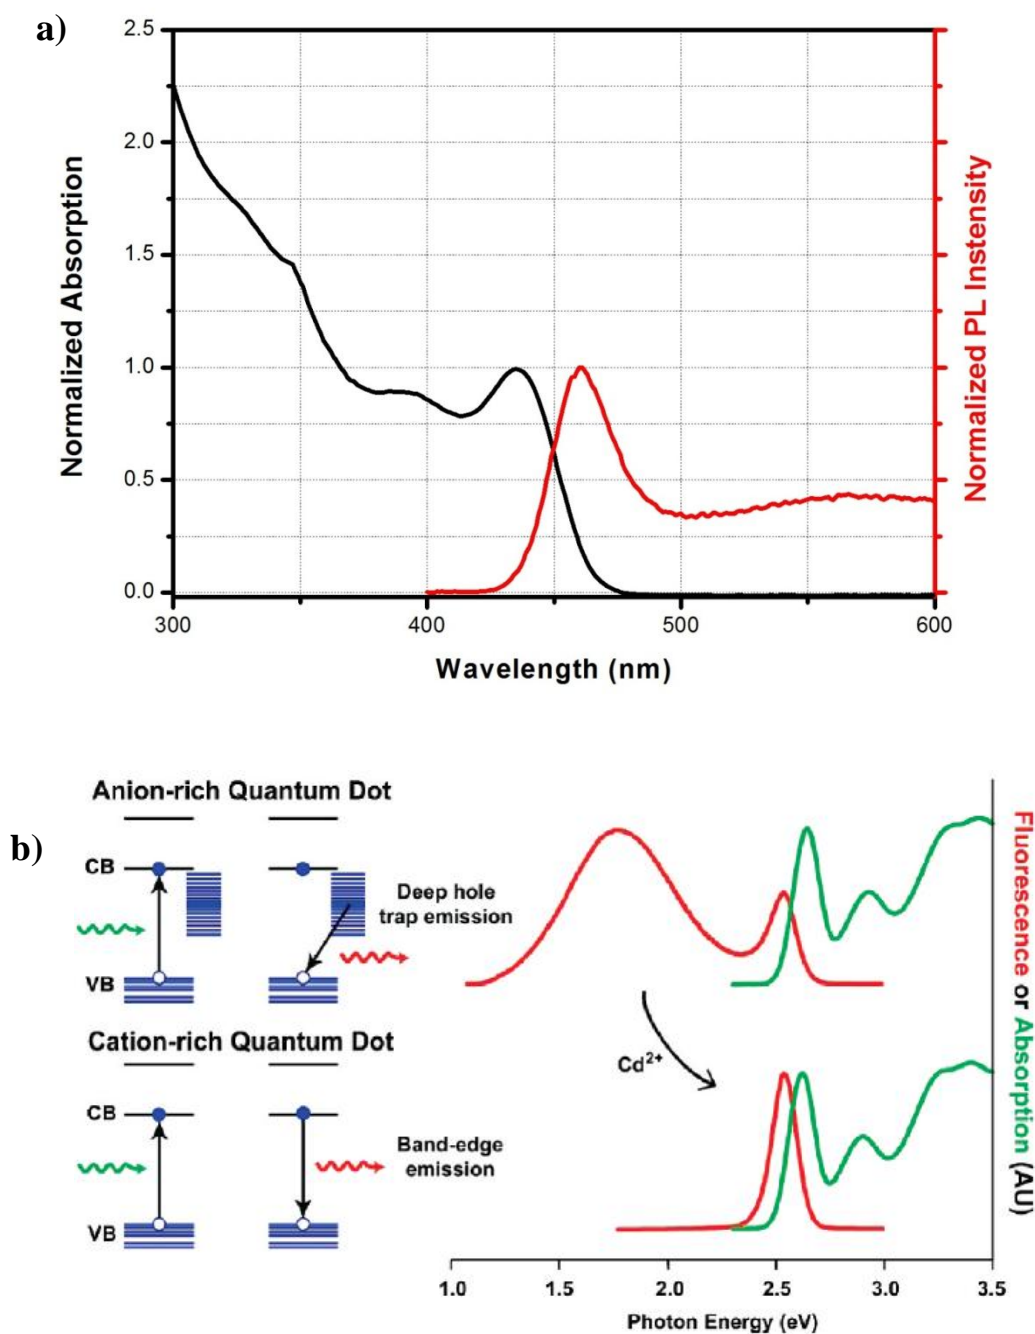 a)
2.5
2.0
1.5
1.0
0.5
0.0
Normalized Absorption
Normalized PL Instensity
300
400
500
600
Wavelength (nm)
b)
Anion-rich Quantum Dot
CB
VB
Deep hole
trap emission
Cation-rich Quantum Dot
CB
VB
Band-edge
emission
Cd²⁺
Fluorescence or Absorption (AU)
1.0
1.5
2.0
2.5
3.0
3.5
Photon Energy (eV)